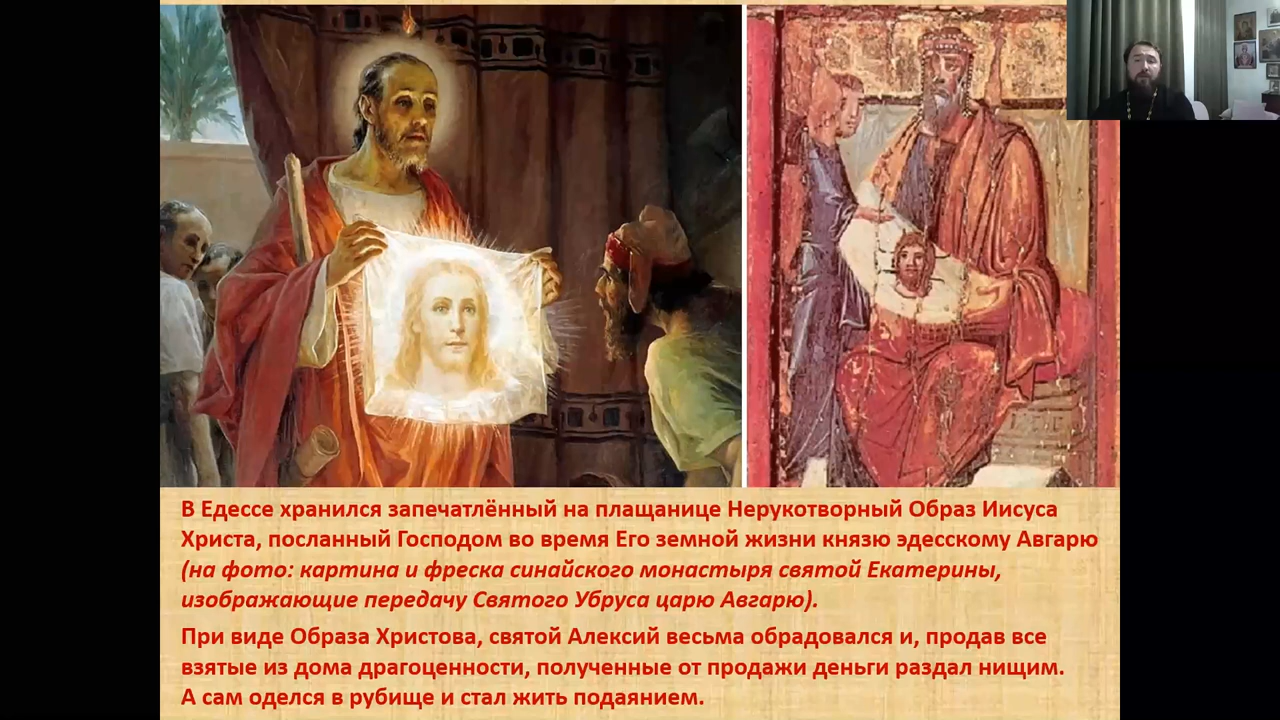 В Едессе хранился запечатлённый на плащанице Нерукотворный Образ Иисуса
Христа, посланный Господом во время Его земной жизни князю эдесскому Авгарю
(на фото: картина и фреска синайского монастыря святой Екатерины,
изображающие передачу Святого Убруса царю Авгарю).
При виде Образа Христова, святой Алексий весьма обрадовался и, продав все
взятые из дома драгоценности, полученные от продажи деньги раздал нищим.
А сам оделся в рубище и стал жить подаянием.